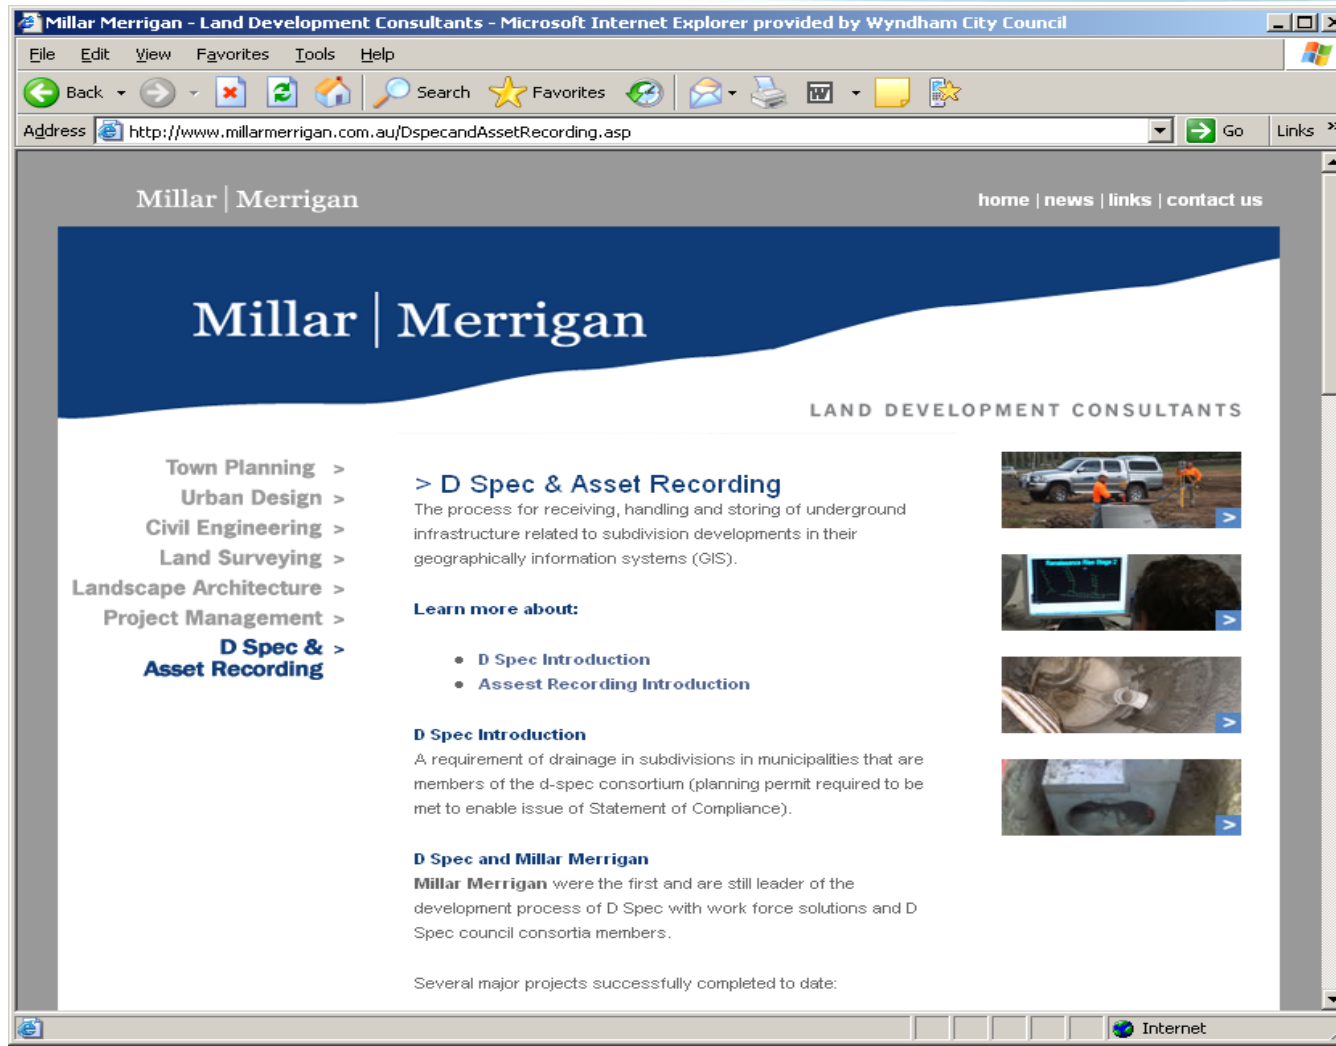 Millar Merrigan - Land Development Consultants - Microsoft Internet Explorer provided by Wyndham City Council
File Edit View Favorites Tools Help
Back Search Favorites
Address http://www.millarmerrigan.com.au/DspecandAssetRecording.asp Go Links »
Millar | Merrigan
home | news | links | contact us
Millar | Merrigan
LAND DEVELOPMENT CONSULTANTS
Town Planning >
Urban Design >
Civil Engineering >
Land Surveying >
Landscape Architecture >
Project Management >
D Spec & >
Asset Recording
> D Spec & Asset Recording
The process for receiving, handling and storing of underground
infrastructure related to subdivision developments in their
geographically information systems (GIS).
Learn more about:
• D Spec Introduction
• Assest Recording Introduction
D Spec Introduction
A requirement of drainage in subdivisions in municipalities that are
members of the d-spec consortium (planning permit required to be
met to enable issue of Statement of Compliance).
D Spec and Millar Merrigan
Millar Merrigan were the first and are still leader of the
development process of D Spec with work force solutions and D
Spec council consortia members.
Several major projects successfully completed to date:
>
Renaissance Rise Stage 2
>
>
>
Internet